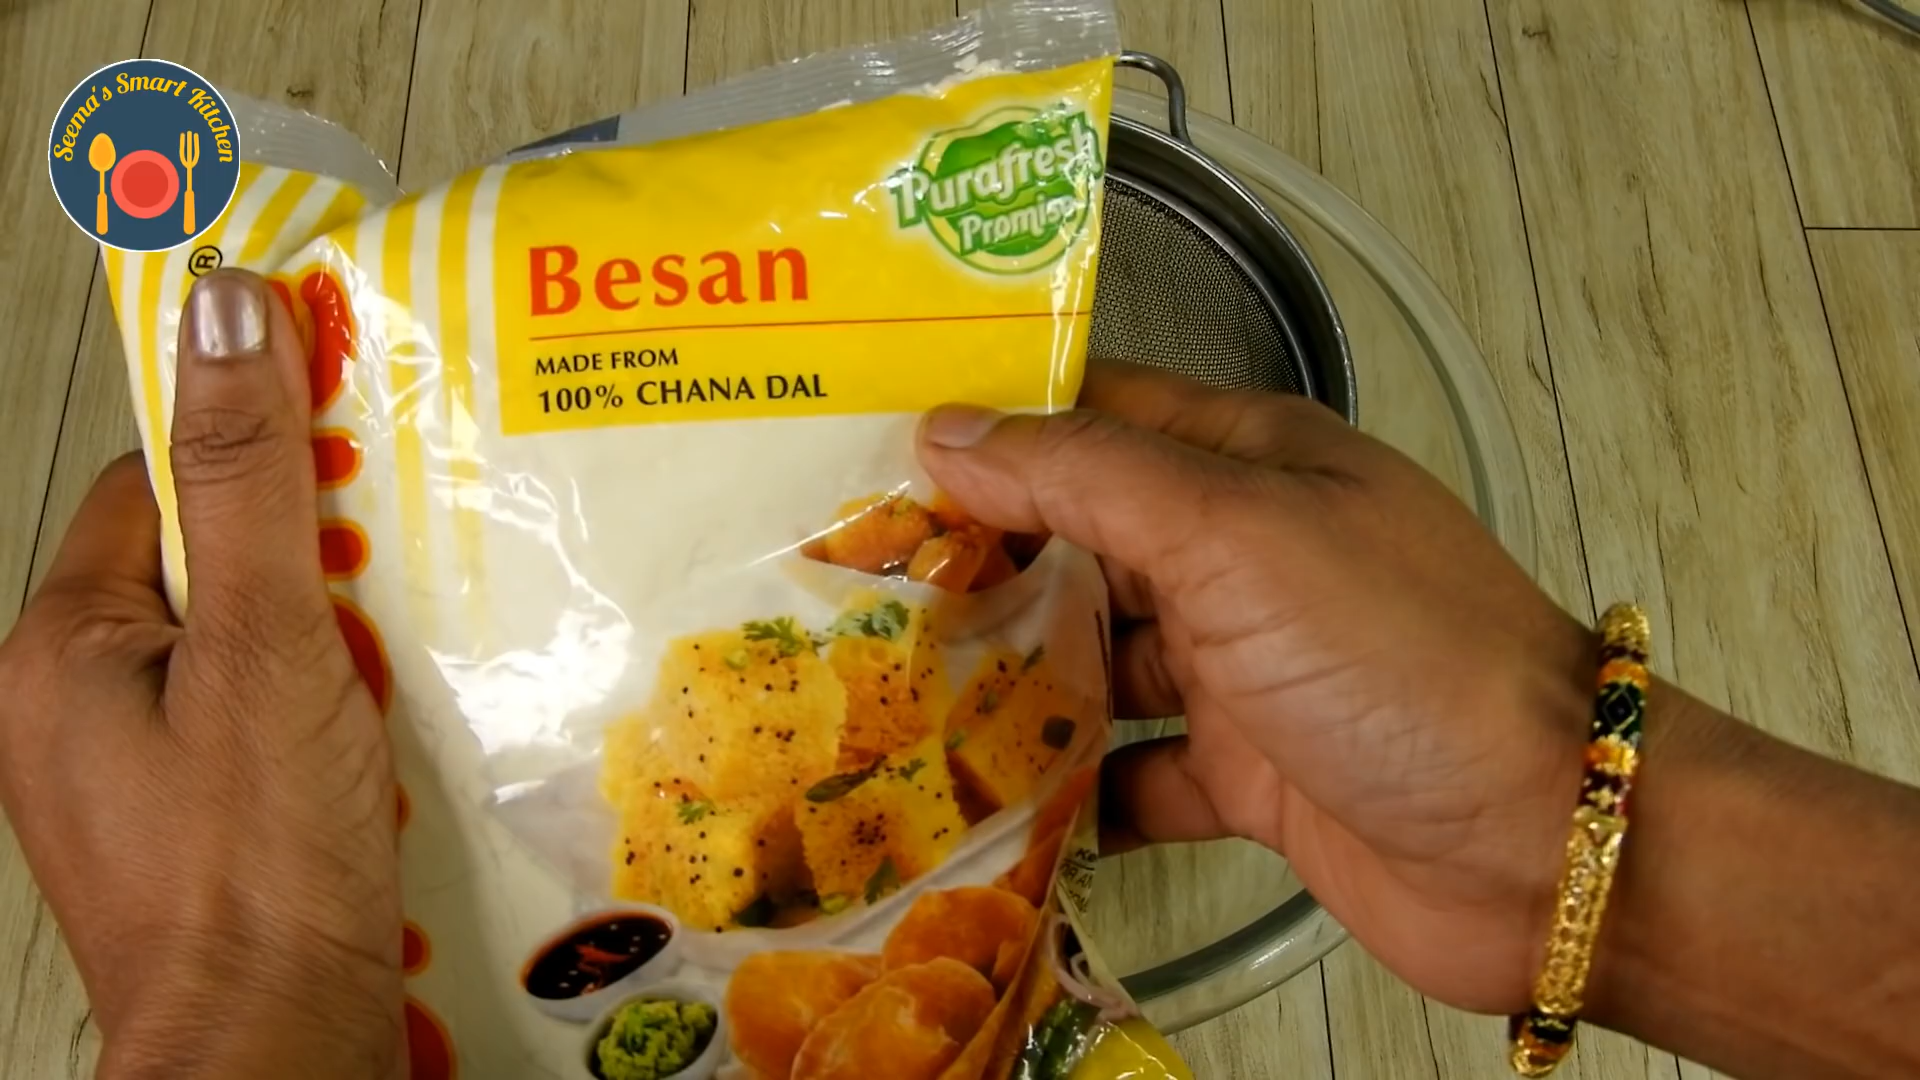 Seema's Smart Kitchen
®
Purafresh
Promise
Besan
MADE FROM
100% CHANA DAL